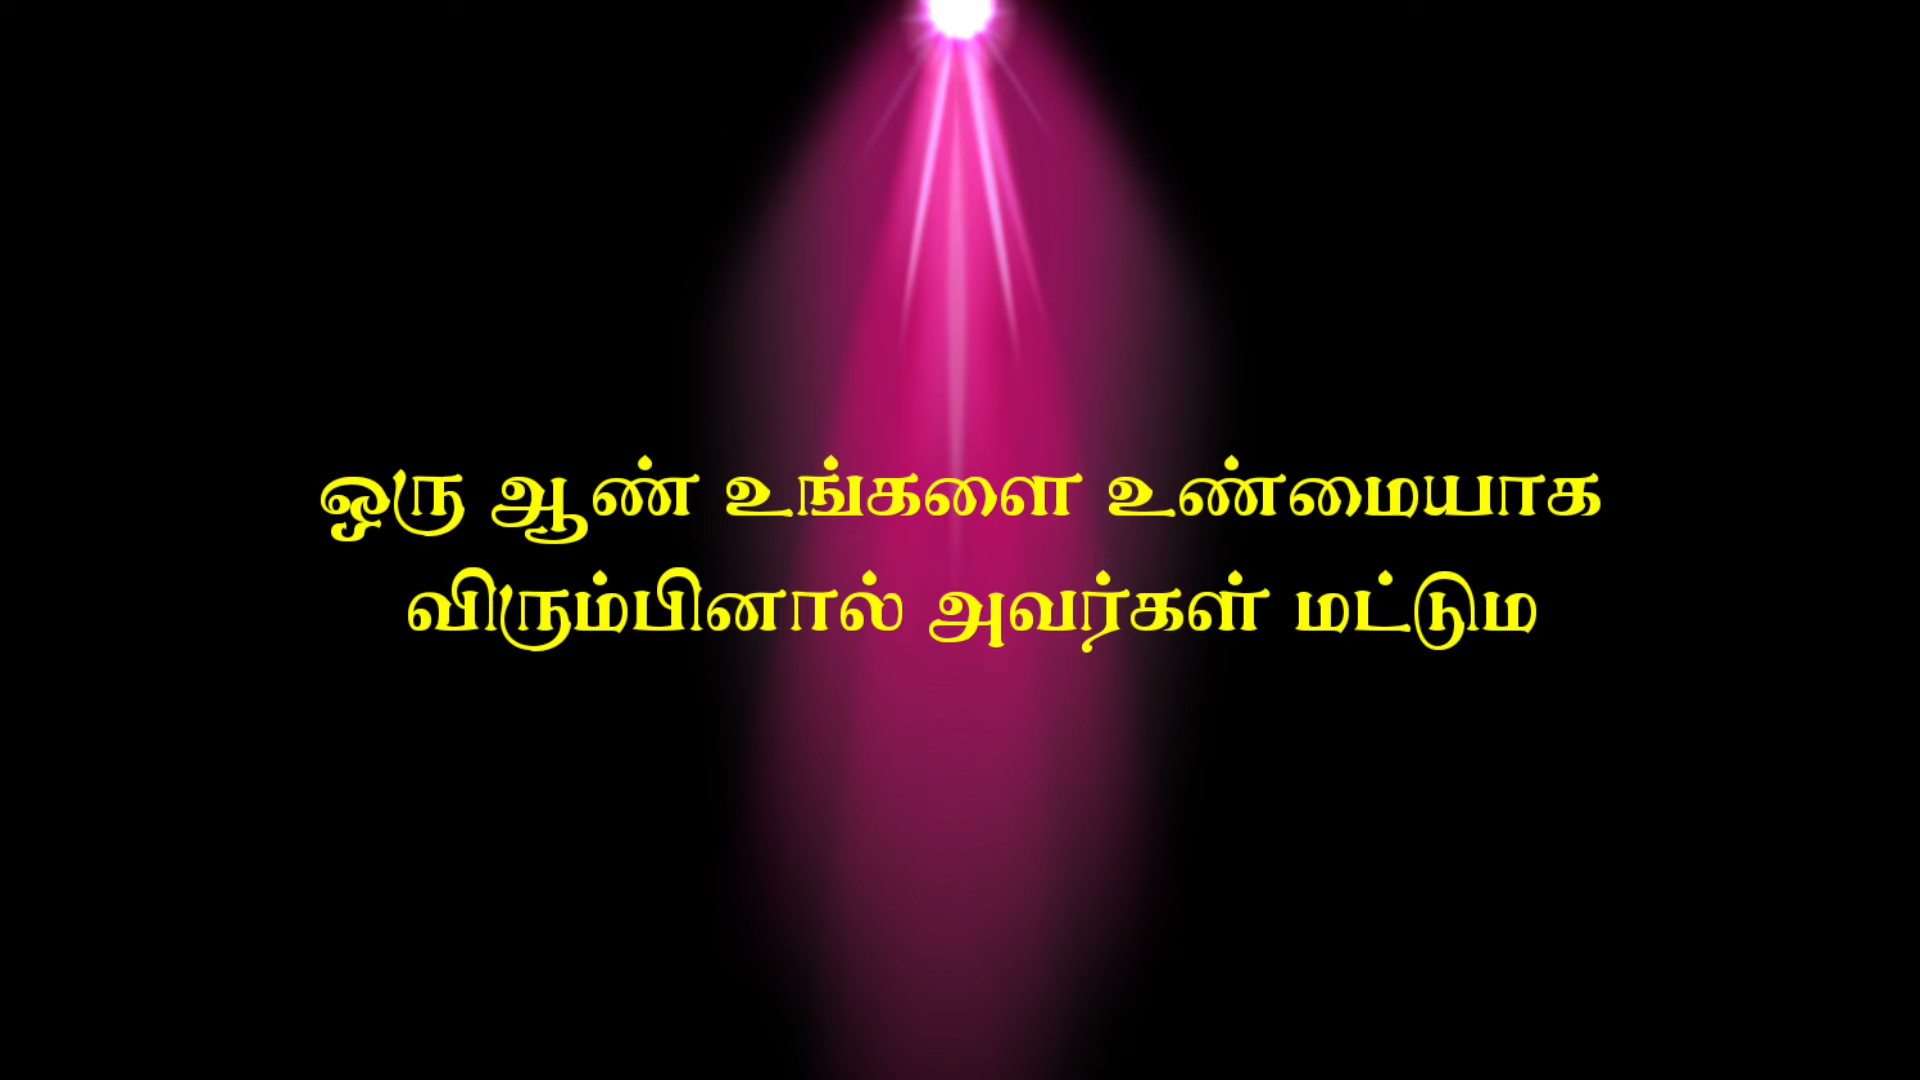 ஒரு ஆண் உங்களை உண்மையாக
விரும்பினால் அவர்கள் மட்டும